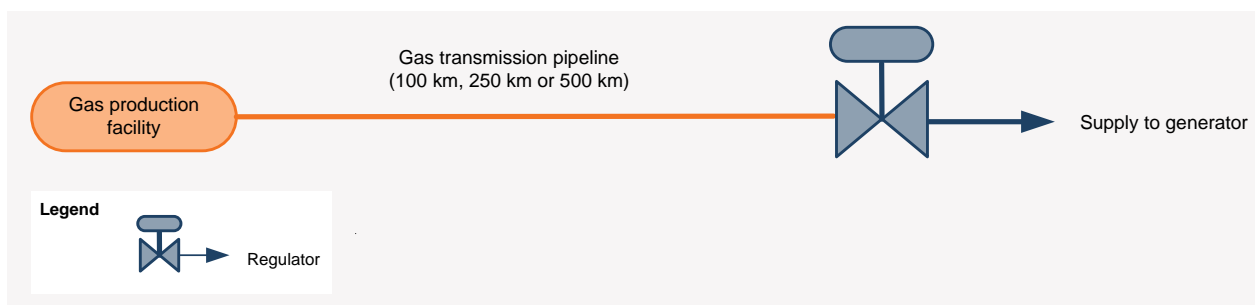 Gas transmission pipeline
(100 km, 250 km or 500 km)
Gas production
facility
Supply to generator
Legend
Regulator